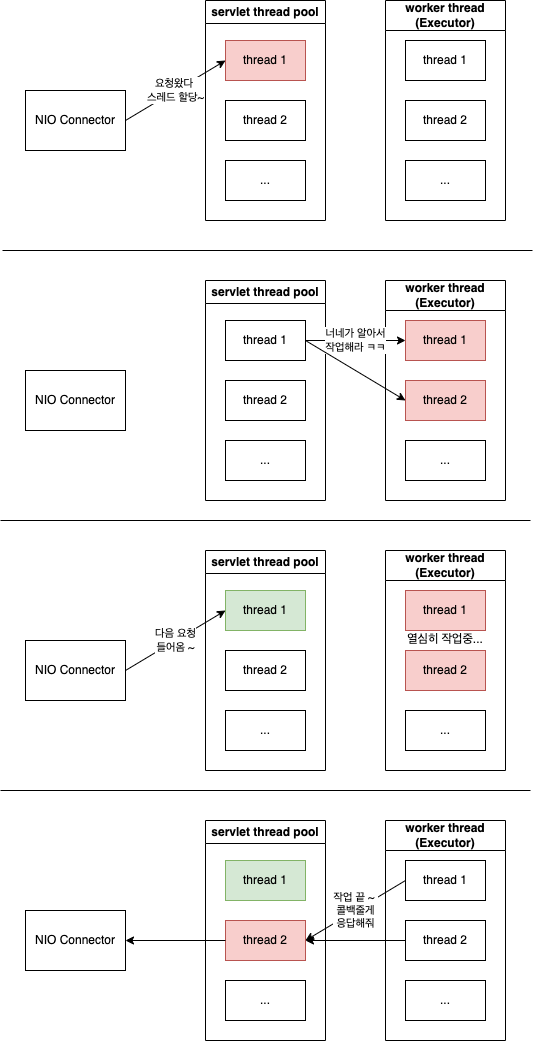 servlet thread pool
worker thread
(Executor)
thread 1
thread 1
요청왔다
스레드 할당~
NIO Connector
thread 2
thread 2
...
...
servlet thread pool
worker thread
(Executor)
thread 1
너네가 알아서
작업해라 ㅋㅋ
thread 1
NIO Connector
thread 2
thread 2
...
...
servlet thread pool
worker thread
(Executor)
thread 1
thread 1
다음 요청
들어옴 ~
열심히 작업중...
NIO Connector
thread 2
thread 2
...
...
servlet thread pool
worker thread
(Executor)
thread 1
thread 1
작업 끝 ~
콜백줄게
응답해줘
NIO Connector
thread 2
thread 2
...
...